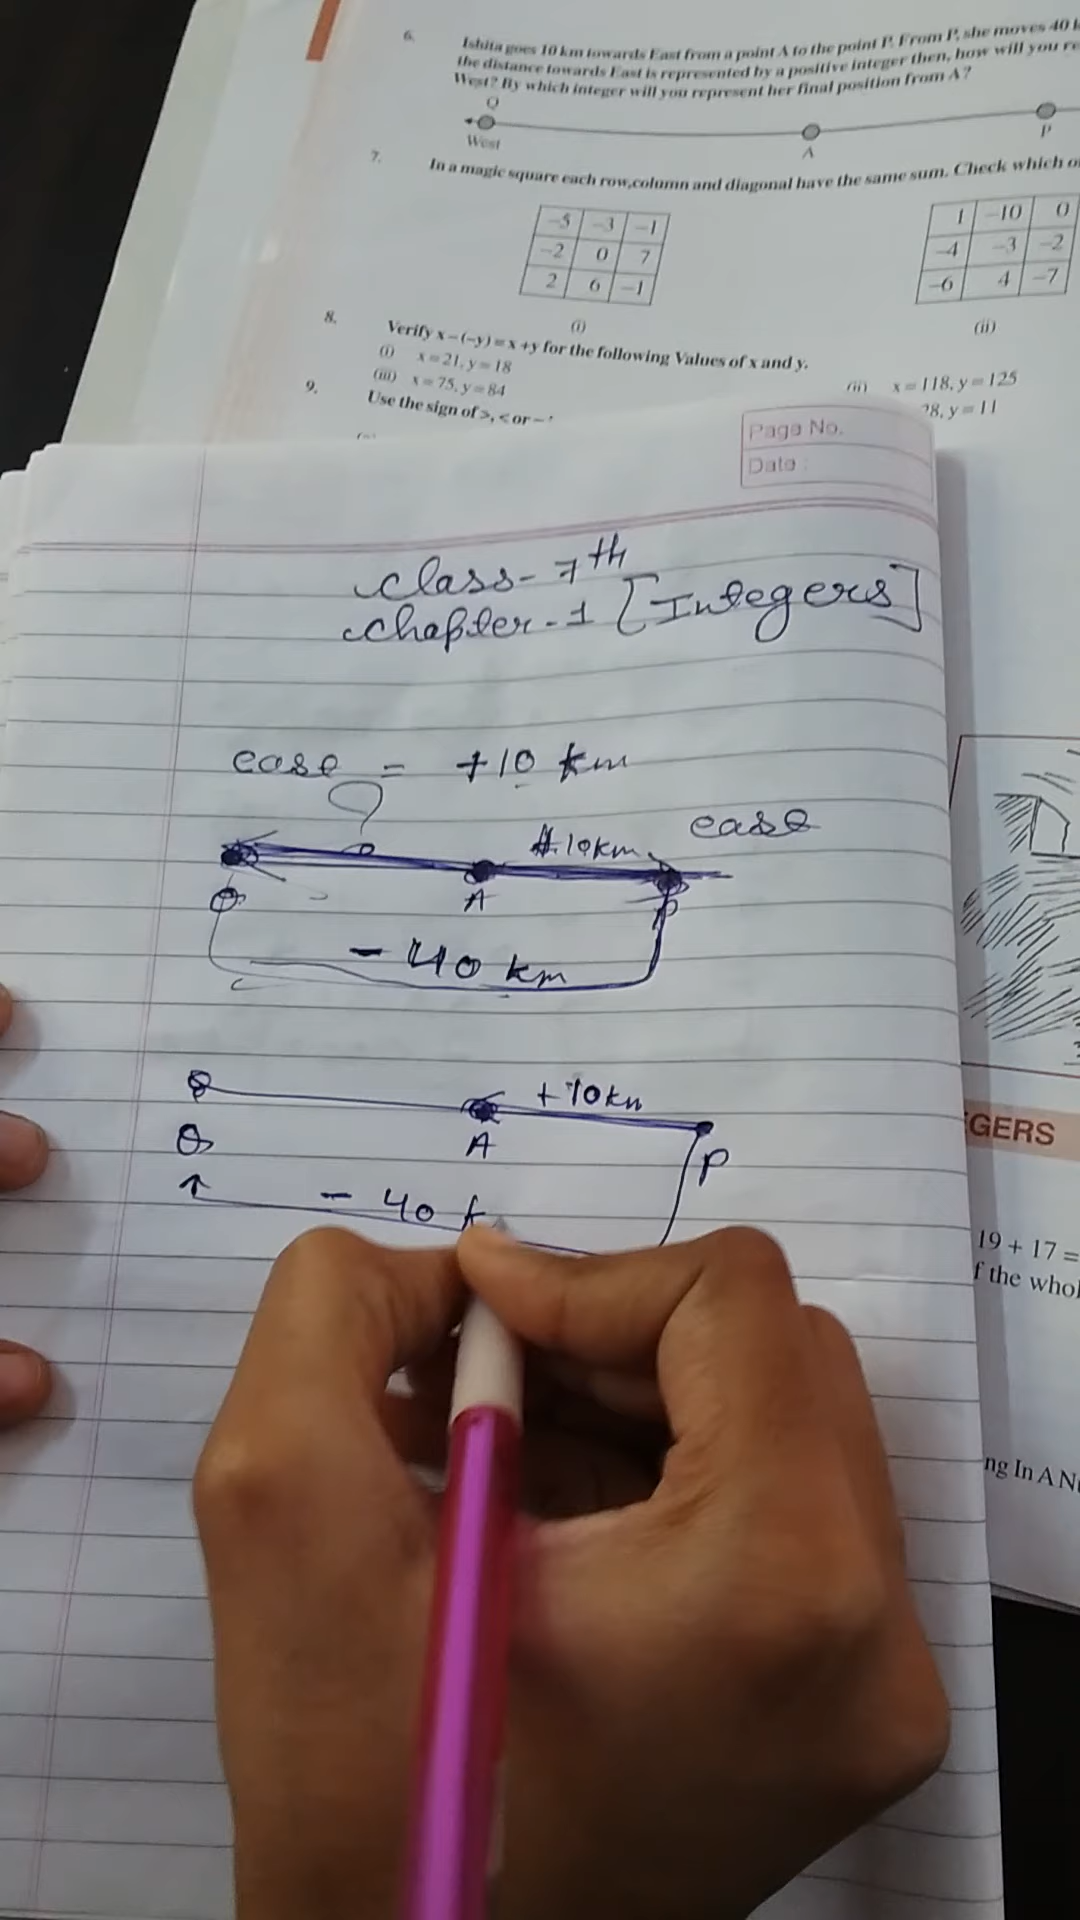 6. Ishita goes 10 km towards East from a point A to the point P. From P, she moves 40
the distance towards East is represented by a positive integer then, how will you re
West? By which integer will you represent her final position from A?
Q
West
A
P
7. In a magic square each row,column and diagonal have the same sum. Check which
-5 -3 -1
-2 0 7
2 6 -1
(i)
1 -10 0
-4 -3 -2
-6 4 -7
(ii)
8. Verify x-(-y)=x+y for the following Values of x and y.
(i) x=21, y=18
(ii) x=118, y=125
(iii) x=75, y=84
28, y=11
9. Use the sign of >, < or
Page No.
Date :
class-7th
chapter-1 [Integers]
= +10 km
10km
A
P
- 40 km
+10km
A
P
- 40
GERS
19 + 17 =
f the whol
ng In A N